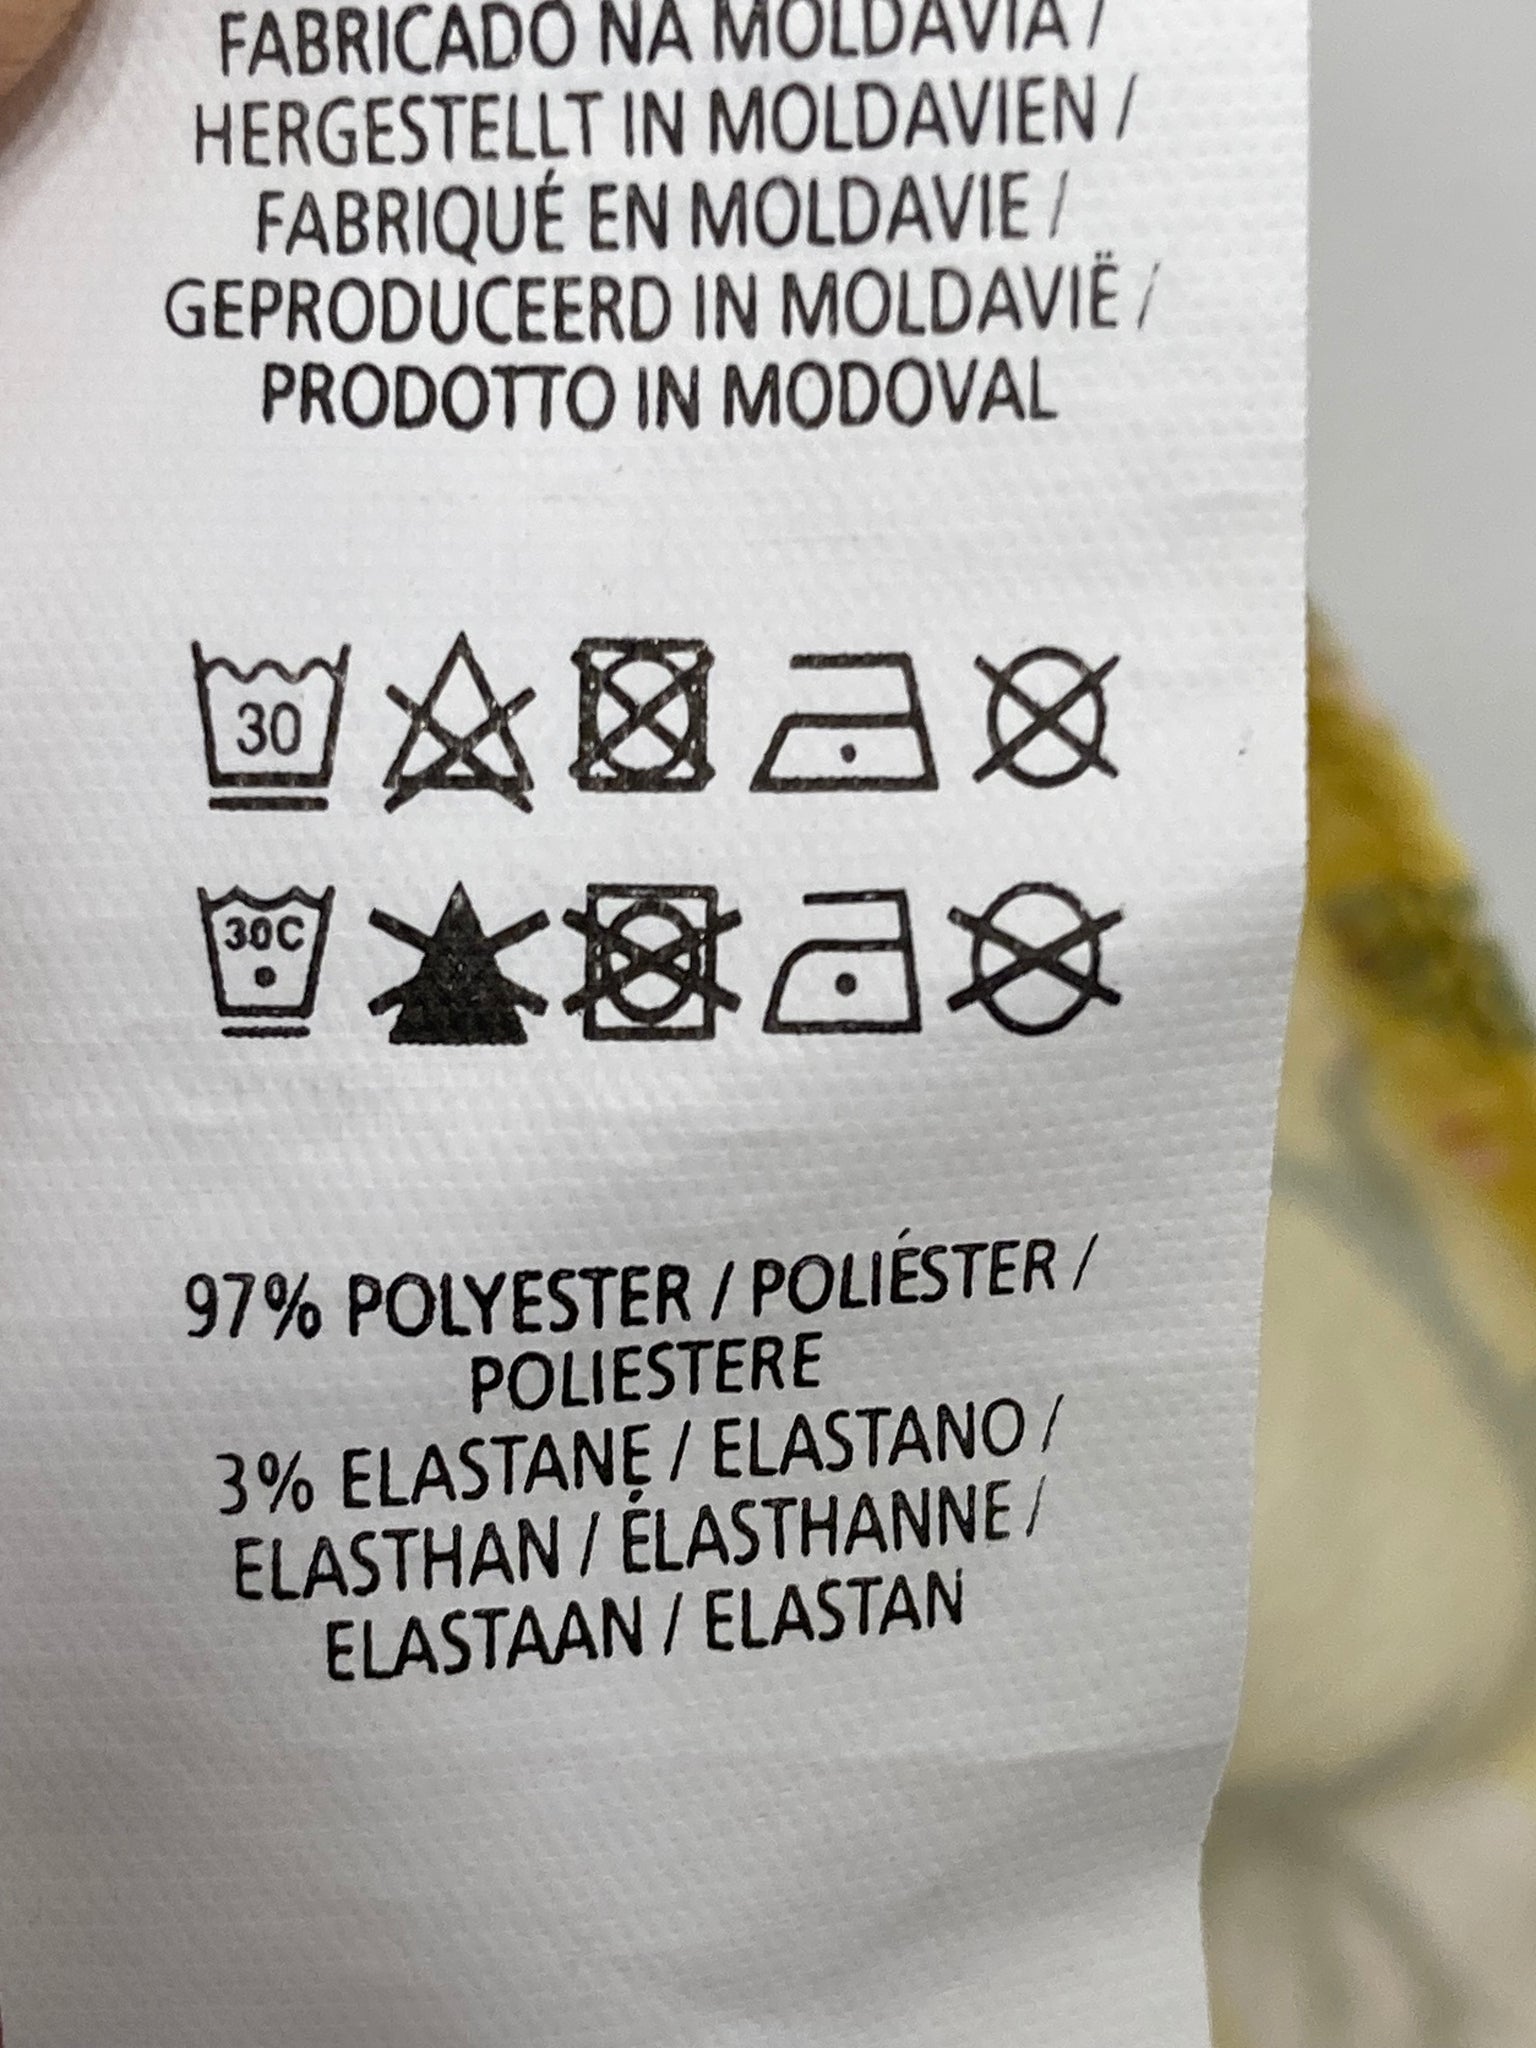 FABRICADO NA MOLDAVIA /
HERGESTELLT IN MOLDAVIEN /
FABRIQUÉ EN MOLDAVIE /
GEPRODUCEERD IN MOLDAVIË /
PRODOTTO IN MODOVAL
30
30C
97% POLYESTER / POLIÉSTER /
POLIESTERE
3% ELASTANE / ELASTANO /
ELASTHAN / ÉLASTHANNE /
ELASTAAN / ELASTAN